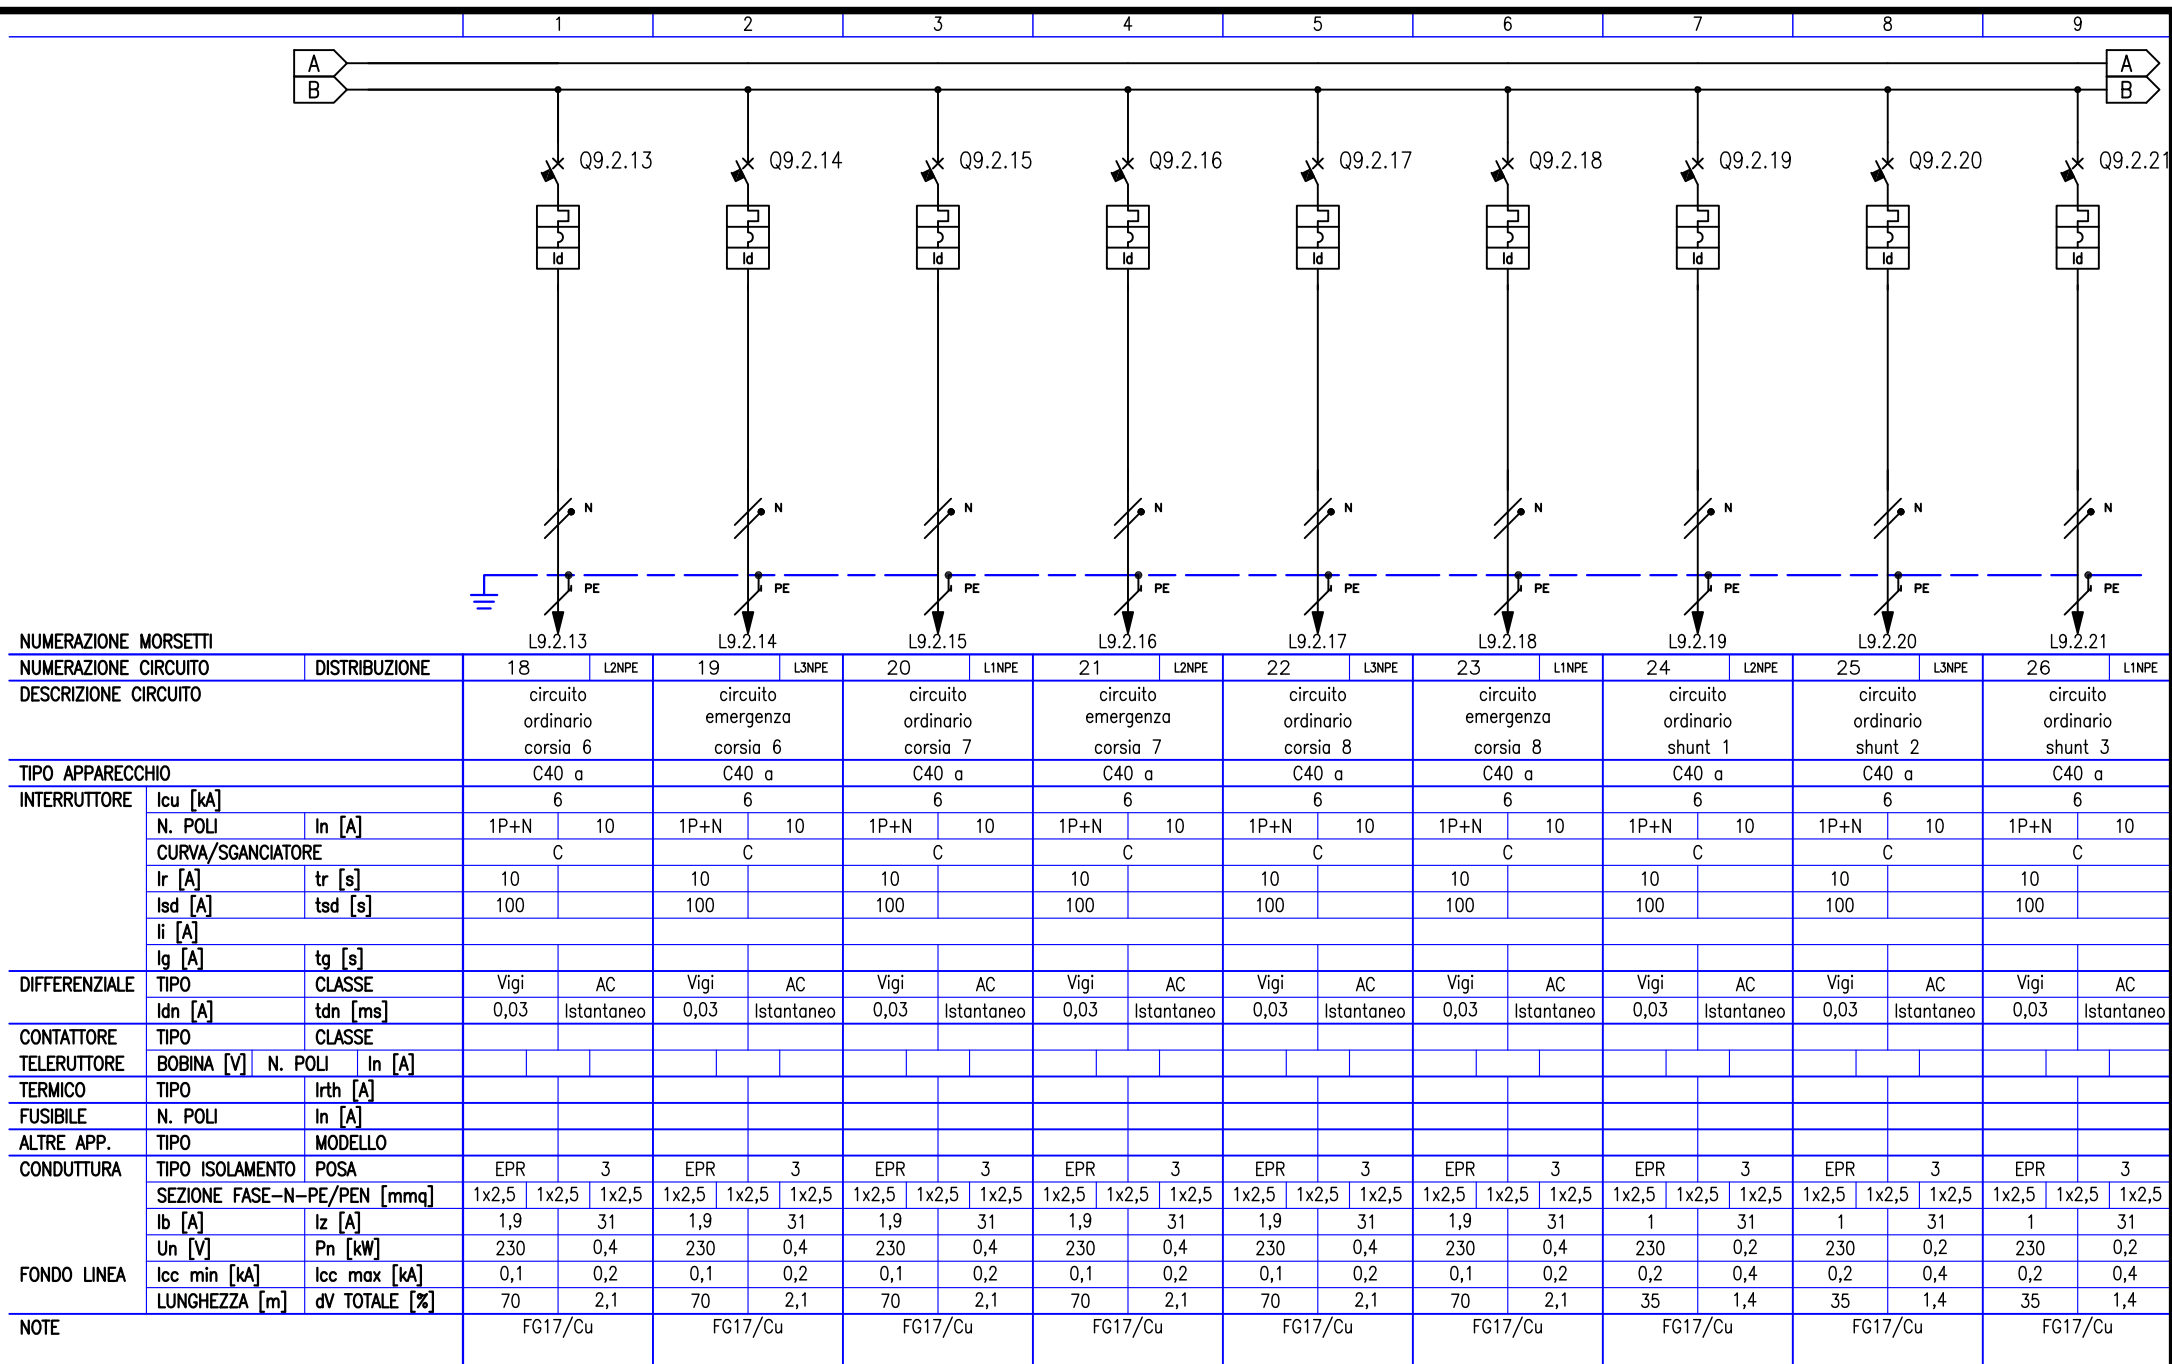 1 2 3 4 5 6 7 8 9
A A
B B
Q9.2.13 Q9.2.14 Q9.2.15 Q9.2.16 Q9.2.17 Q9.2.18 Q9.2.19 Q9.2.20 Q9.2.21
Id Id Id Id Id Id Id Id Id
N N N N N N N N N
PE PE PE PE PE PE PE PE PE
NUMERAZIONE MORSETTI L9.2.13 L9.2.14 L9.2.15 L9.2.16 L9.2.17 L9.2.18 L9.2.19 L9.2.20 L9.2.21
NUMERAZIONE CIRCUITO DISTRIBUZIONE 18 L2NPE 19 L3NPE 20 L1NPE 21 L2NPE 22 L3NPE 23 L1NPE 24 L2NPE 25 L3NPE 26 L1NPE
DESCRIZIONE CIRCUITO circuito circuito circuito circuito circuito circuito circuito circuito circuito
ordinario emergenza ordinario emergenza ordinario emergenza ordinario ordinario ordinario
corsia 6 corsia 6 corsia 7 corsia 7 corsia 8 corsia 8 shunt 1 shunt 2 shunt 3
TIPO APPARECCHIO C40 a C40 a C40 a C40 a C40 a C40 a C40 a C40 a C40 a
INTERRUTTORE Icu [kA] 6 6 6 6 6 6 6 6 6
N. POLI In [A] 1P+N 10 1P+N 10 1P+N 10 1P+N 10 1P+N 10 1P+N 10 1P+N 10 1P+N 10 1P+N 10
CURVA/SGANCIATORE C C C C C C C C C
Ir [A] tr [s] 10 10 10 10 10 10 10 10 10
Isd [A] tsd [s] 100 100 100 100 100 100 100 100 100
Ii [A]
Ig [A] tg [s]
DIFFERENZIALE TIPO CLASSE Vigi AC Vigi AC Vigi AC Vigi AC Vigi AC Vigi AC Vigi AC Vigi AC Vigi AC
Idn [A] tdn [ms] 0,03 Istantaneo 0,03 Istantaneo 0,03 Istantaneo 0,03 Istantaneo 0,03 Istantaneo 0,03 Istantaneo 0,03 Istantaneo 0,03 Istantaneo 0,03 Istantaneo
CONTATTORE TIPO CLASSE
TELERUTTORE BOBINA [V] N. POLI In [A]
TERMICO TIPO Irth [A]
FUSIBILE N. POLI In [A]
ALTRE APP. TIPO MODELLO
CONDUTTURA TIPO ISOLAMENTO POSA EPR 3 EPR 3 EPR 3 EPR 3 EPR 3 EPR 3 EPR 3 EPR 3 EPR 3
SEZIONE FASE-N-PE/PEN [mmq] 1x2,5 1x2,5 1x2,5 1x2,5 1x2,5 1x2,5 1x2,5 1x2,5 1x2,5 1x2,5 1x2,5 1x2,5 1x2,5 1x2,5 1x2,5 1x2,5 1x2,5 1x2,5 1x2,5 1x2,5 1x2,5 1x2,5 1x2,5 1x2,5 1x2,5 1x2,5 1x2,5
Ib [A] Iz [A] 1,9 31 1,9 31 1,9 31 1,9 31 1,9 31 1,9 31 1 31 1 31 1 31
Un [V] Pn [kW] 230 0,4 230 0,4 230 0,4 230 0,4 230 0,4 230 0,4 230 0,2 230 0,2 230 0,2
FONDO LINEA Icc min [kA] Icc max [kA] 0,1 0,2 0,1 0,2 0,1 0,2 0,1 0,2 0,1 0,2 0,1 0,2 0,2 0,4 0,2 0,4 0,2 0,4
LUNGHEZZA [m] dV TOTALE [%] 70 2,1 70 2,1 70 2,1 70 2,1 70 2,1 70 2,1 35 1,4 35 1,4 35 1,4
NOTE FG17/Cu FG17/Cu FG17/Cu FG17/Cu FG17/Cu FG17/Cu FG17/Cu FG17/Cu FG17/Cu